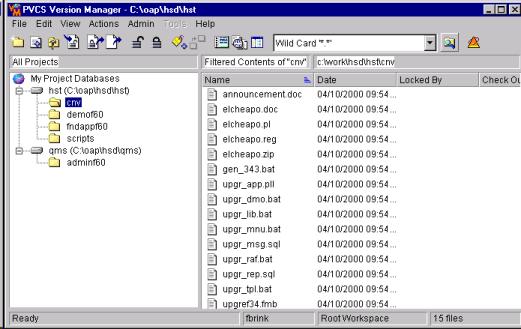 PVCS Version Manager - C:\oap\hsd\hst
File Edit View Actions Admin Tools Help
Wild Card "*.*"
All Projects
Filtered Contents of "cnv"
c:\work\hsd\hst\cnv
My Project Databases
hst (C:\oap\hsd\hst)
cnv
demof60
fndappf60
scripts
qms (C:\oap\hsd\qms)
adminf60
Name Date Locked By Check Ou
announcement.doc 04/10/2000 09:54...
elcheapo.doc 04/10/2000 09:54...
elcheapo.pl 04/10/2000 09:54...
elcheapo.reg 04/10/2000 09:54...
elcheapo.zip 04/10/2000 09:54...
gen_343.bat 04/10/2000 09:54...
upgr_app.pll 04/10/2000 09:54...
upgr_dmo.bat 04/10/2000 09:54...
upgr_lib.bat 04/10/2000 09:54...
upgr_mnu.bat 04/10/2000 09:54...
upgr_msg.sql 04/10/2000 09:54...
upgr_raf.bat 04/10/2000 09:54...
upgr_rep.sql 04/10/2000 09:54...
upgr_tpl.bat 04/10/2000 09:54...
upgref34.fmb 04/10/2000 09:54...
Ready fbrink Root Workspace 15 files